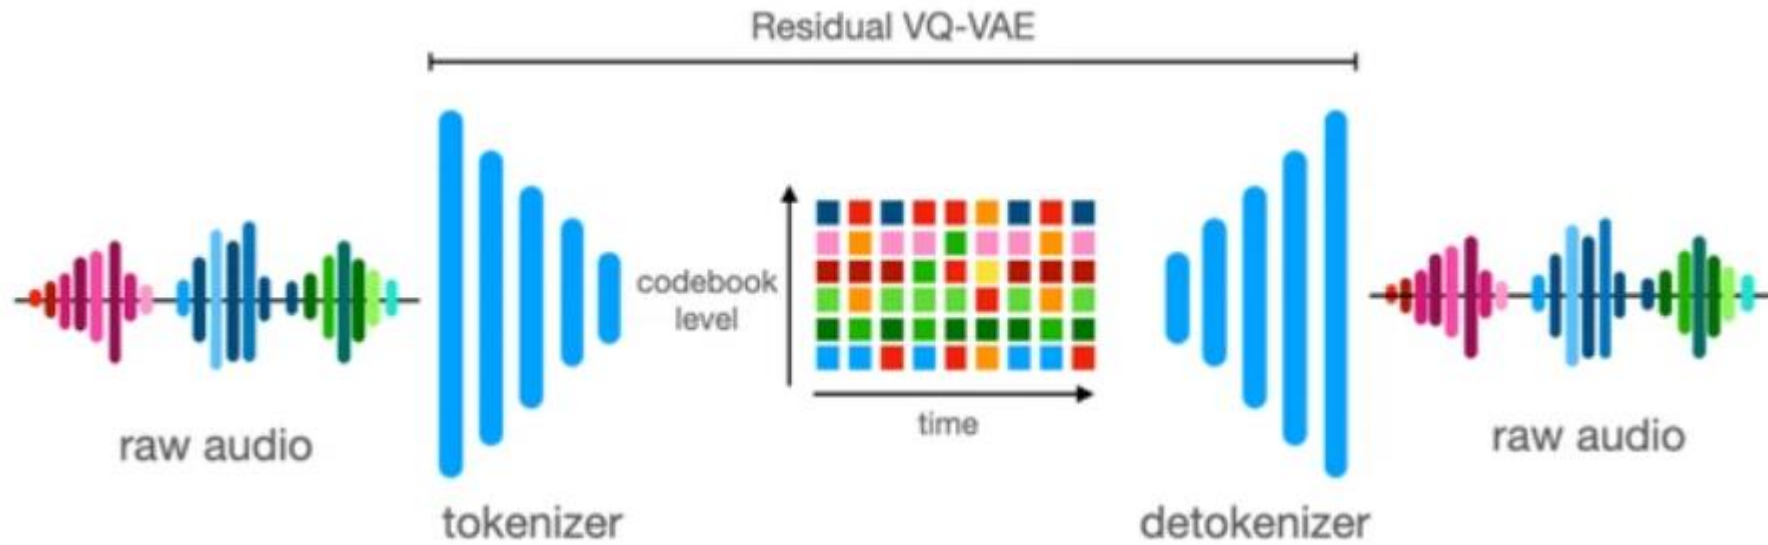 Residual VQ-VAE
codebook
level
time
raw audio
raw audio
tokenizer
detokenizer